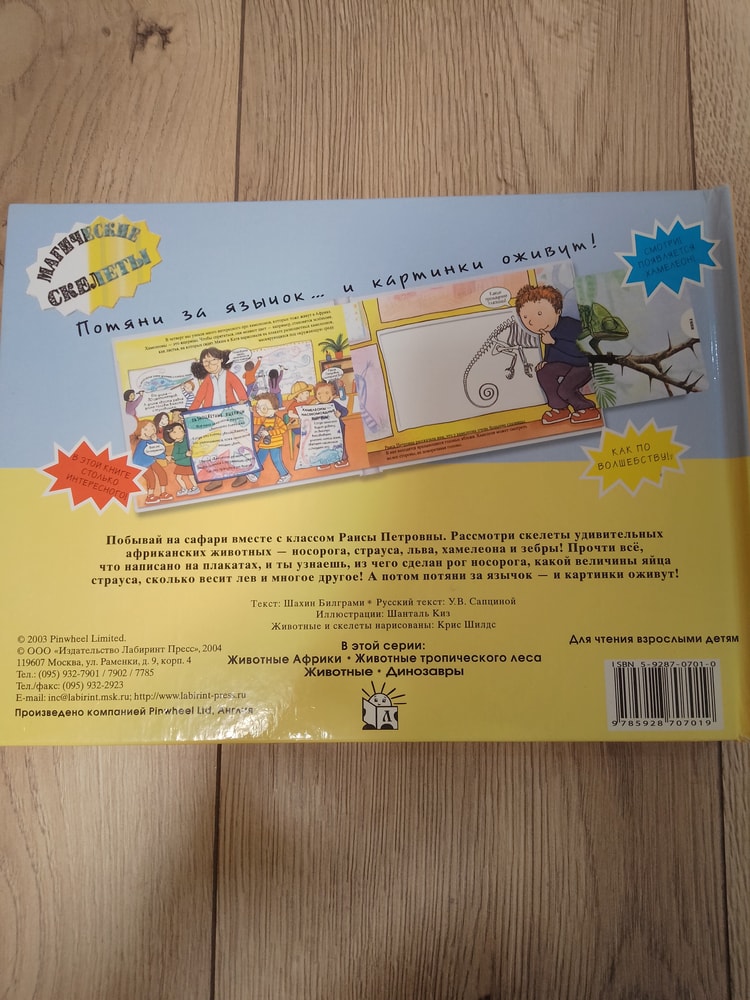 МАГИЧЕСКИЕ
СКЕЛЕТЫ
Потяни за язычок... и картинки оживут!
СМОТРИ!
ПОЯВЛЯЕТСЯ
ХАМЕЛЕОН!
В ЭТОЙ КНИГЕ
СТОЛЬКО
ИНТЕРЕСНОГО!
КАК ПО
ВОЛШЕБСТВУ!
Побывай на сафари вместе с классом Раисы Петровны. Рассмотри скелеты удивительных
африканских животных — носорога, страуса, льва, хамелеона и зебры! Прочти всё,
что написано на плакатах, и ты узнаешь, из чего сделан рог носорога, какой величины яйца
страуса, сколько весит лев и многое другое! А потом потяни за язычок — и картинки оживут!
Текст: Шахин Билграми * Русский текст: У.В. Сапциной
Иллюстрации: Шанталь Киз
Животные и скелеты нарисованы: Крис Шилдс
© 2003 Pinwheel Limited.
© ООО «Издательство Лабиринт Пресс», 2004
119607 Москва, ул. Раменки, д. 9, корп. 4
Тел.: (095) 932-7901 / 7902 / 7785
Тел./факс: (095) 932-2923
E-mail: inc@labirint.msk.ru; http://www.labirint-press.ru
Произведено компанией Pinwheel Ltd, Англия
В этой серии:
Животные Африки • Животные тропического леса
Животные • Динозавры
Л
Для чтения взрослыми детям
ISBN 5-9287-0701-0
9785928707019